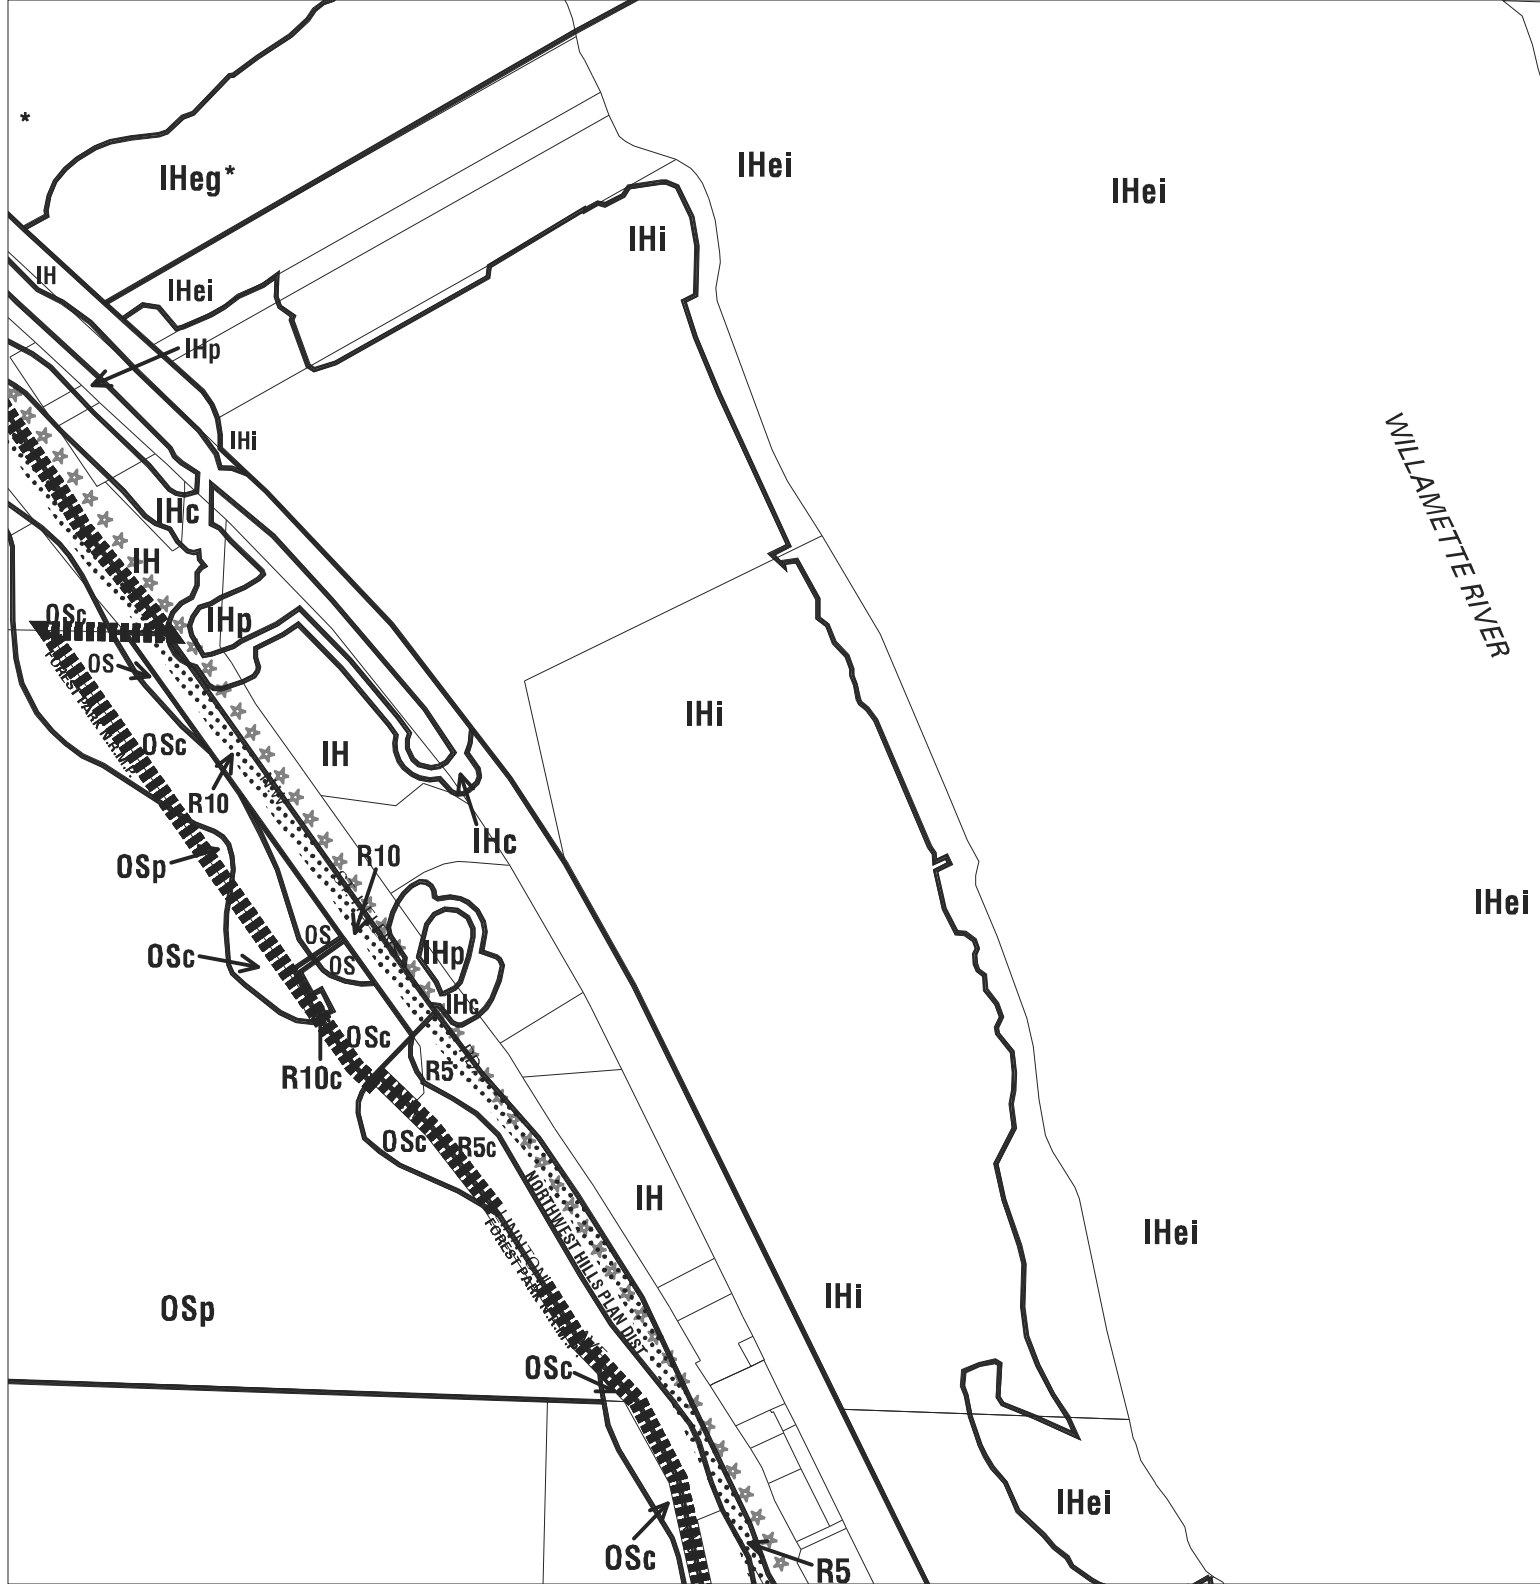 *
IHeg*
IHei
IHei
IHi
IH
IHei
IHp
IHi
IHc
IH
OSc
IHp
OS
FOREST PARK N.R.M.P.
OSc
IH
IHi
R10
IHc
R10
OSp
WILLAMETTE RIVER
IHei
OS
OSc
IHp
OS
IHc
OSc
R10c
R5
OSc
R5c
IH
NORTHWEST HILLS PLAN DIST
LINNTON
FOREST PARK N.R.M.P.
IHei
OSp
IHi
OSc
IHei
OSc
R5